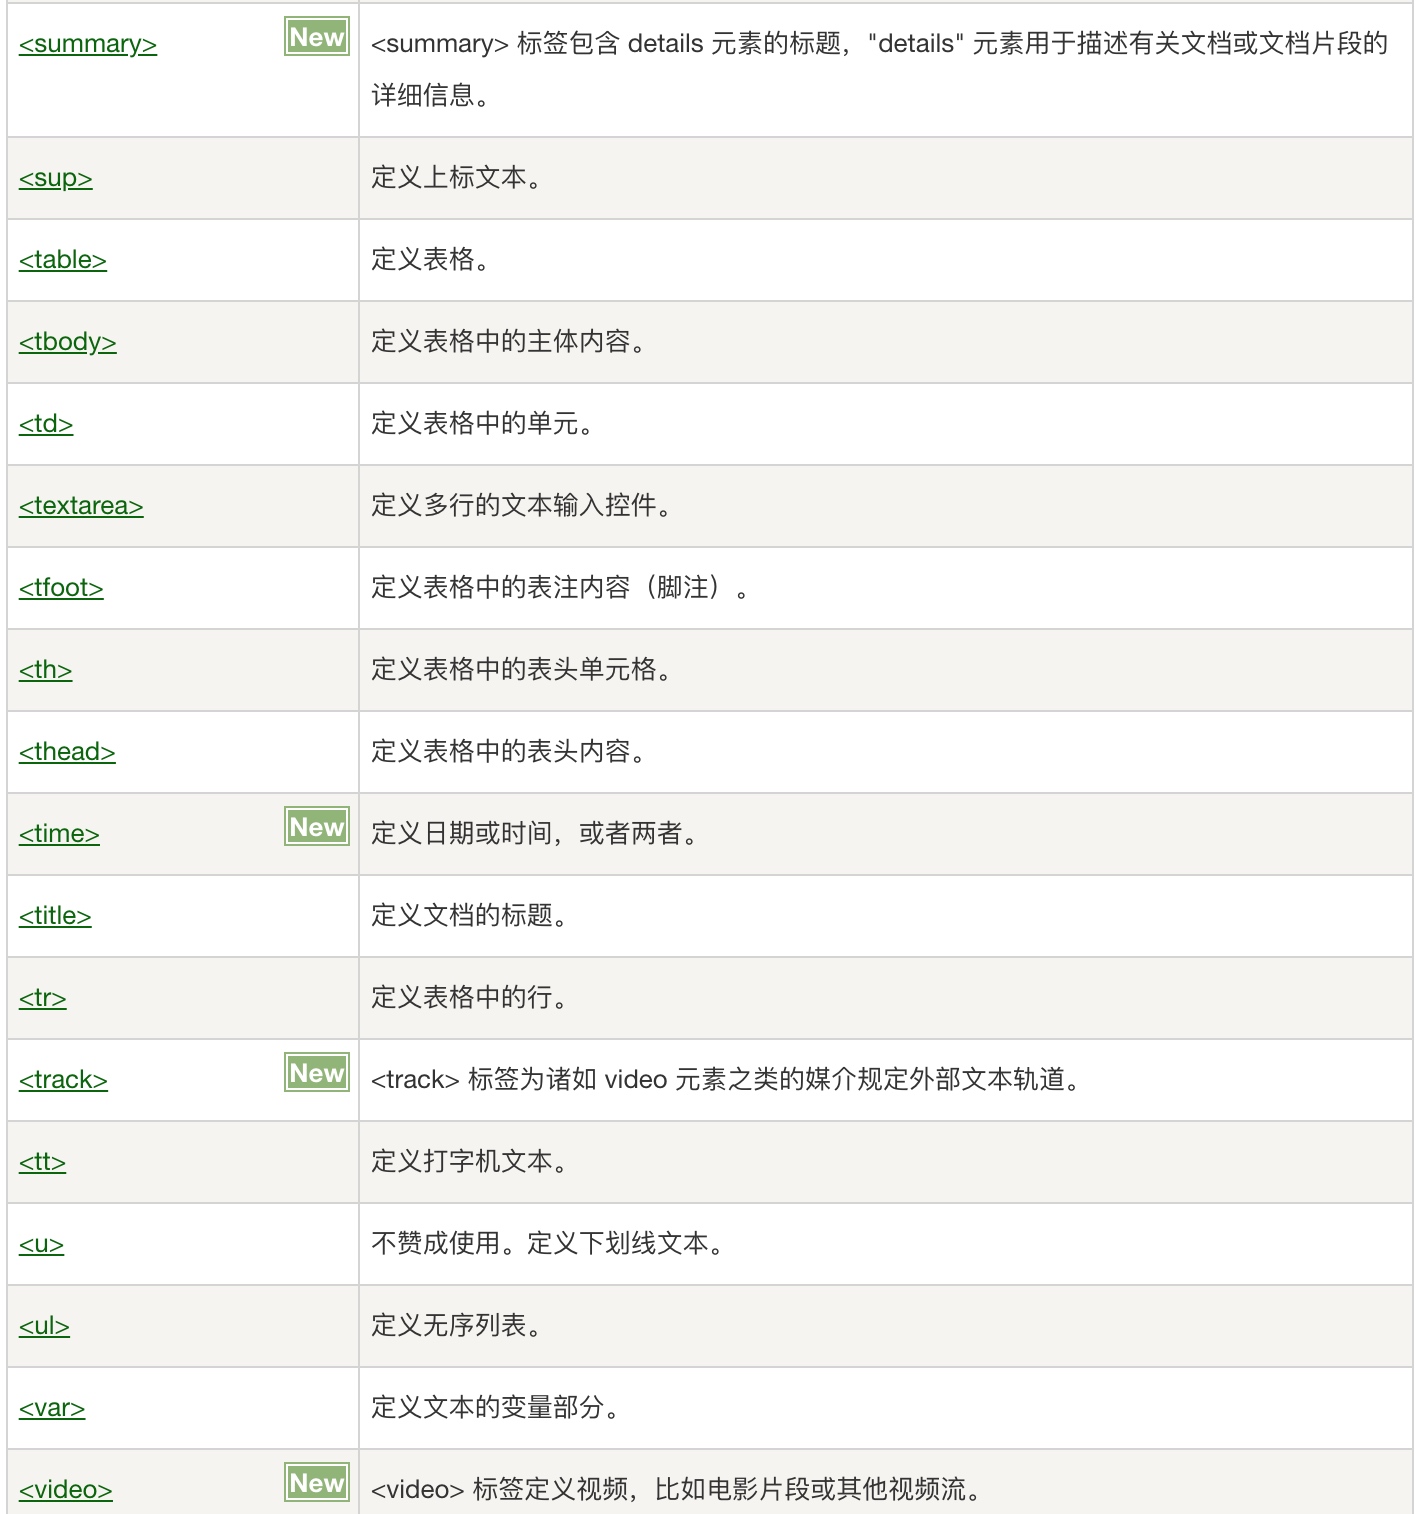 <summary> New <summary> 标签包含 details 元素的标题，"details" 元素用于描述有关文档或文档片段的
详细信息。
<sup> 定义上标文本。
<table> 定义表格。
<tbody> 定义表格中的主体内容。
<td> 定义表格中的单元。
<textarea> 定义多行的文本输入控件。
<tfoot> 定义表格中的表注内容（脚注）。
<th> 定义表格中的表头单元格。
<thead> 定义表格中的表头内容。
<time> New 定义日期或时间，或者两者。
<title> 定义文档的标题。
<tr> 定义表格中的行。
<track> New <track> 标签为诸如 video 元素之类的媒介规定外部文本轨道。
<tt> 定义打字机文本。
<u> 不赞成使用。定义下划线文本。
<ul> 定义无序列表。
<var> 定义文本的变量部分。
<video> New <video> 标签定义视频，比如电影片段或其他视频流。